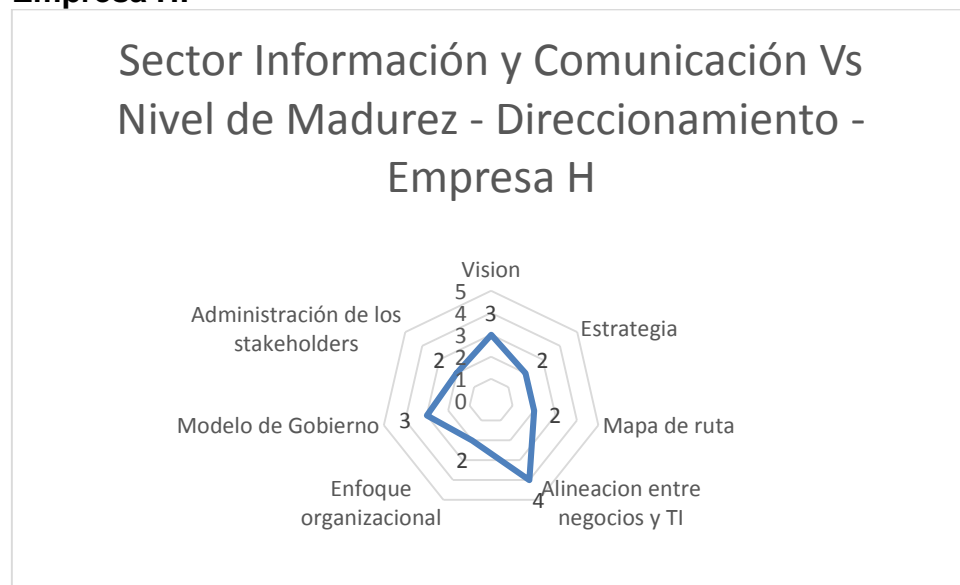 Empresa H.
Sector Información y Comunicación Vs
Nivel de Madurez - Direccionamiento -
Empresa H
Vision
5
4
3
2
1
0
3
Estrategia
2
Mapa de ruta
2
Alineacion entre
negocios y TI
4
Enfoque
organizacional
2
Modelo de Gobierno
3
Administración de los
stakeholders
2